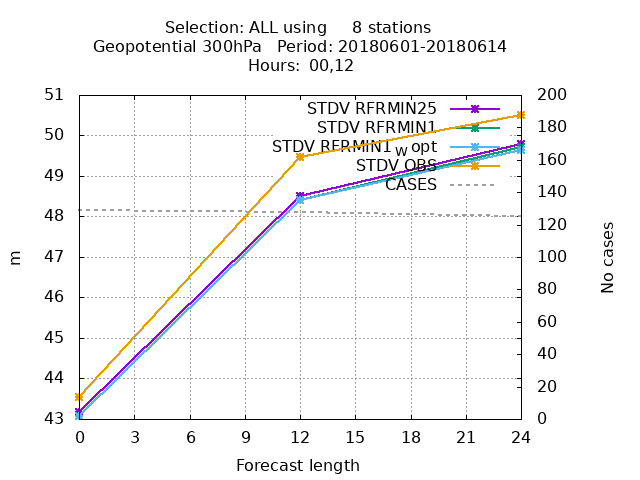 Selection: ALL using 8 stations
Geopotential 300hPa Period: 20180601-20180614
Hours: 00,12
STDV RFRMIN25
STDV RFRMIN1
STDV RFRMIN1wopt
STDV OBS
CASES
51
50
49
48
47
46
45
44
43
m
200
180
160
140
120
100
80
60
40
20
0
No cases
0 3 6 9 12 15 18 21 24
Forecast length